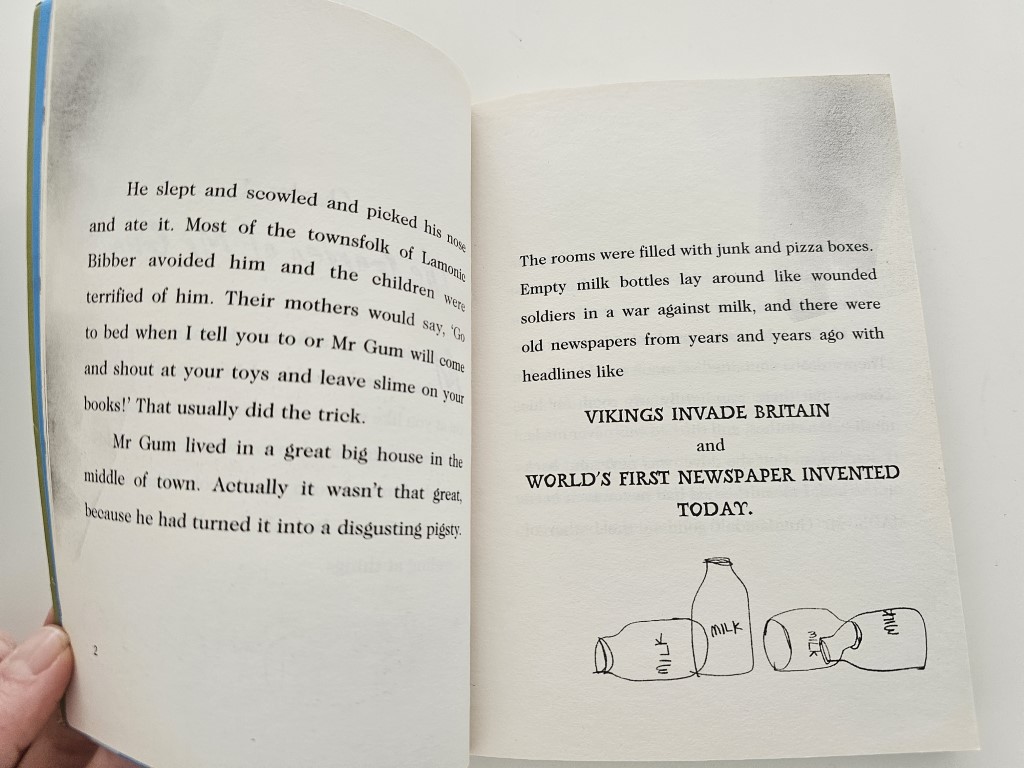 He slept and scowled and picked his nose
and ate it. Most of the townsfolk of Lamonic
Bibber avoided him and the children were
terrified of him. Their mothers would say, ‘Go
to bed when I tell you to or Mr Gum will come
and shout at your toys and leave slime on your
books!’ That usually did the trick.
Mr Gum lived in a great big house in the
middle of town. Actually it wasn’t that great,
because he had turned it into a disgusting pigsty.
2
The rooms were filled with junk and pizza boxes.
Empty milk bottles lay around like wounded
soldiers in a war against milk, and there were
old newspapers from years and years ago with
headlines like
VIKINGS INVADE BRITAIN
and
WORLD’S FIRST NEWSPAPER INVENTED
TODAY.
MILK
MILK
MILK
MILK